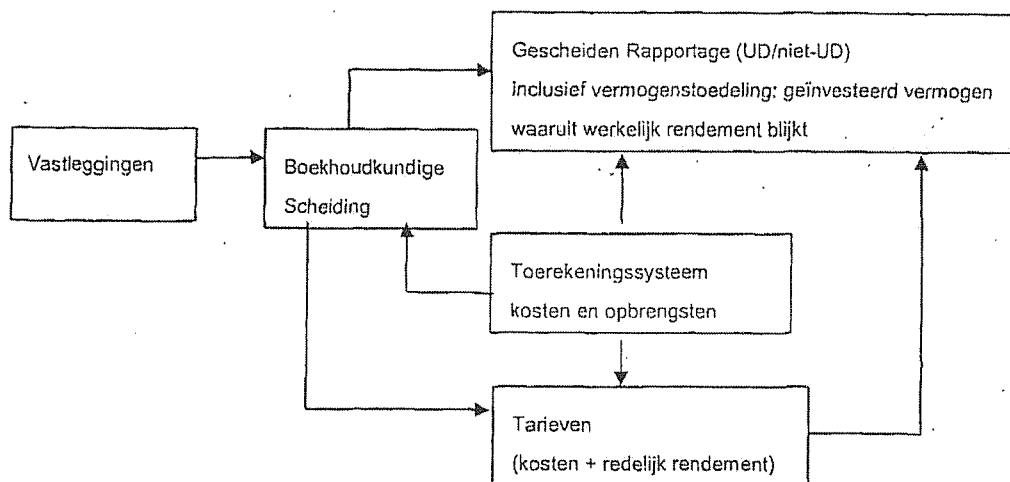 Gescheiden Rapportage (UD/niet-UD)
inclusief vermogenstoedeling: geïnvesteerd vermogen
waaruit werkelijk rendement blijkt
Vastleggingen
Boekhoudkundige
Scheiding
Toerekeningssysteem
kosten en opbrengsten
Tarieven
(kosten + redelijk rendement)